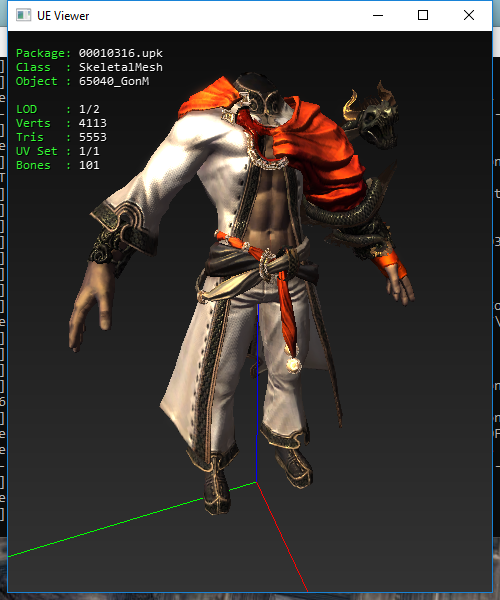 UE Viewer
Package: 00010316.upk
Class : SkeletalMesh
Object : 65040_GonM
LOD : 1/2
Verts : 4113
Tris : 5553
UV Set : 1/1
Bones : 101